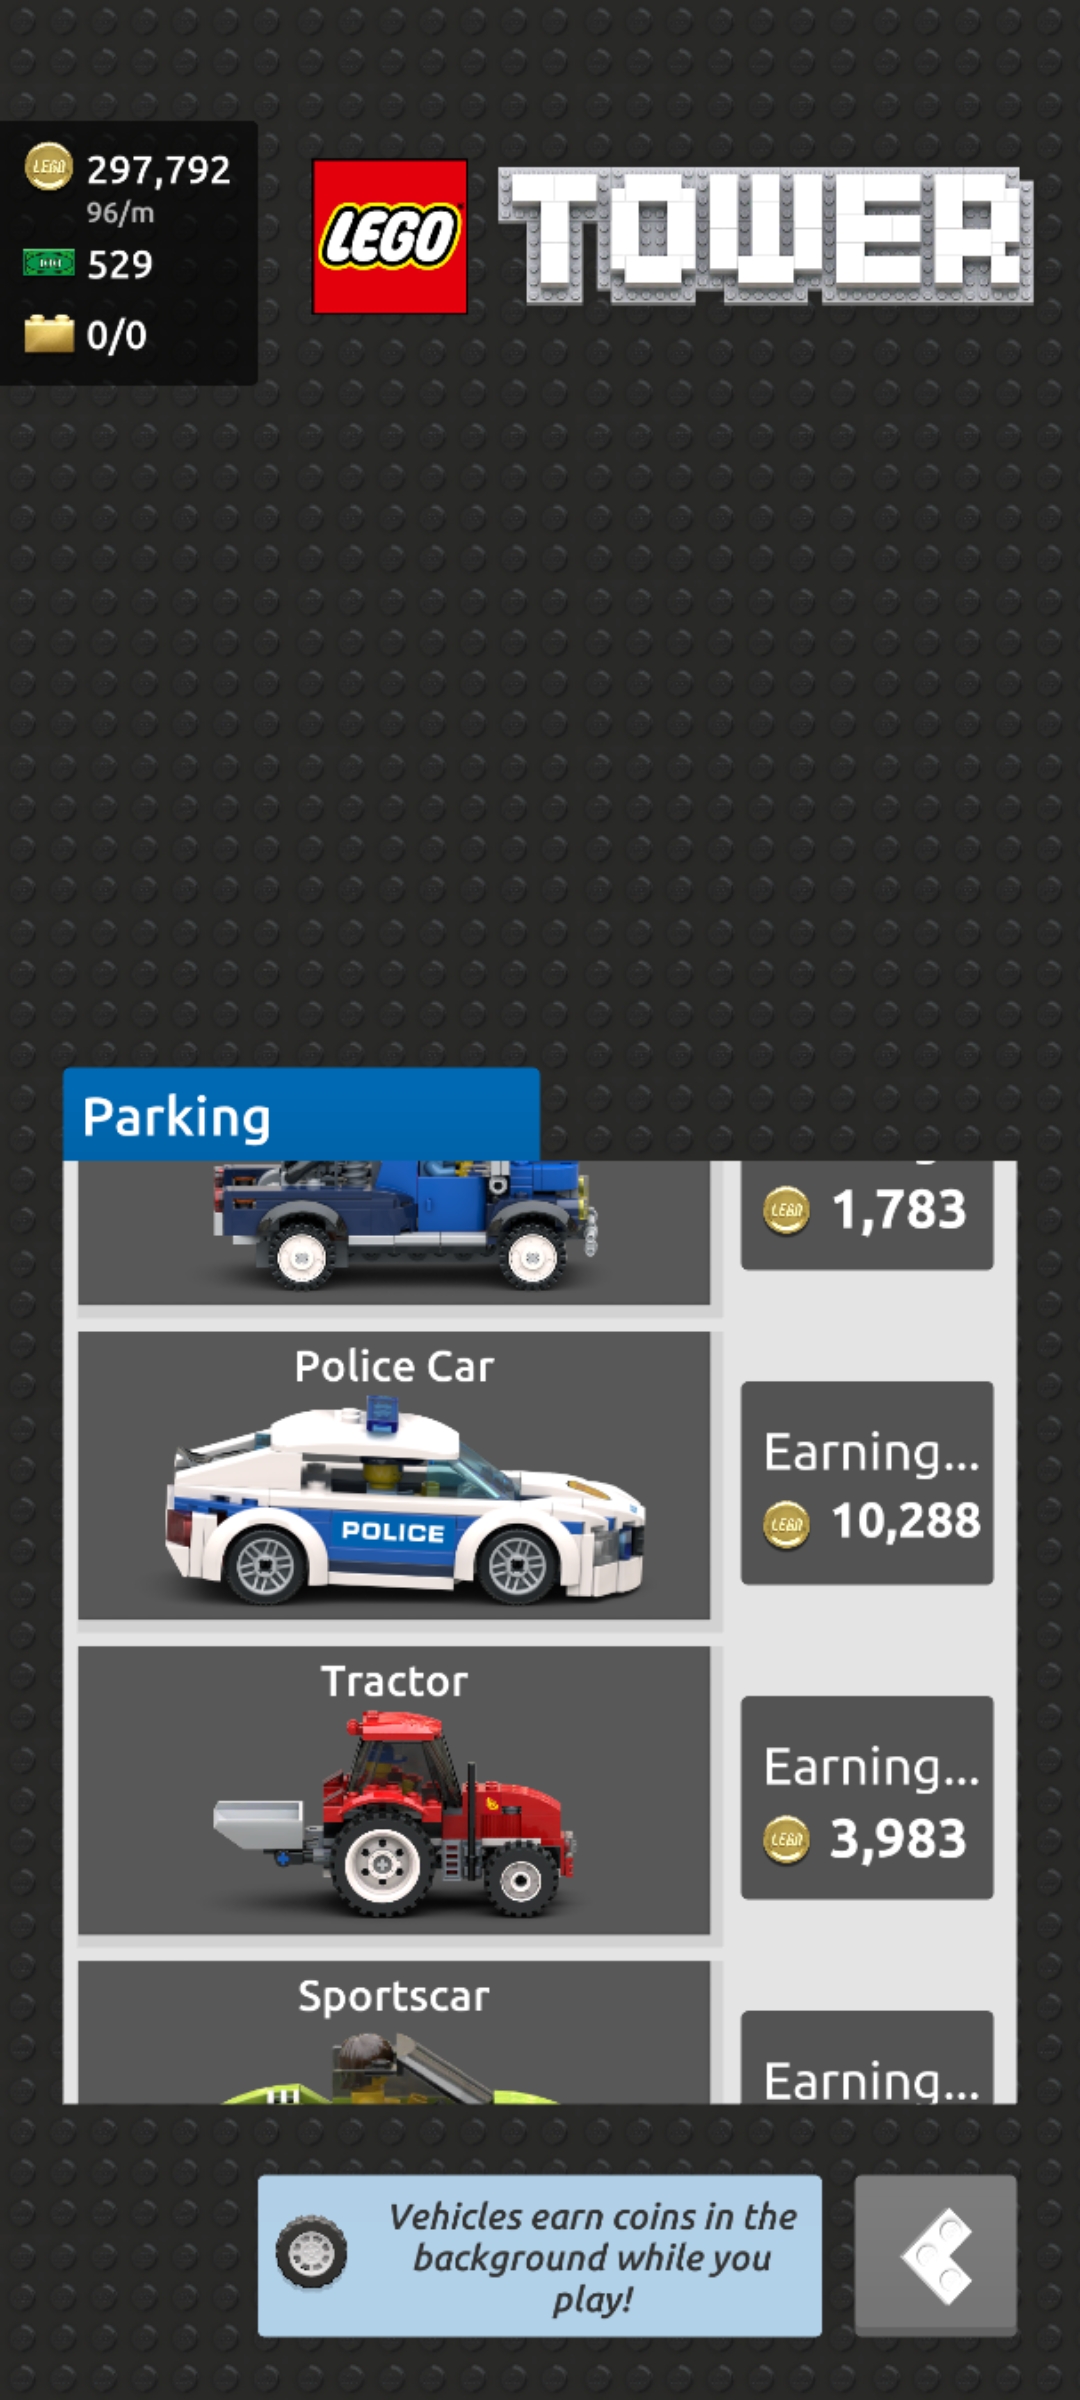 297,792
96/m
529
0/0
LEGO
TOWER
Parking
1,783
Police Car
POLICE
Earning...
10,288
Tractor
Earning...
3,983
Sportscar
Earning...
Vehicles earn coins in the
background while you
play!